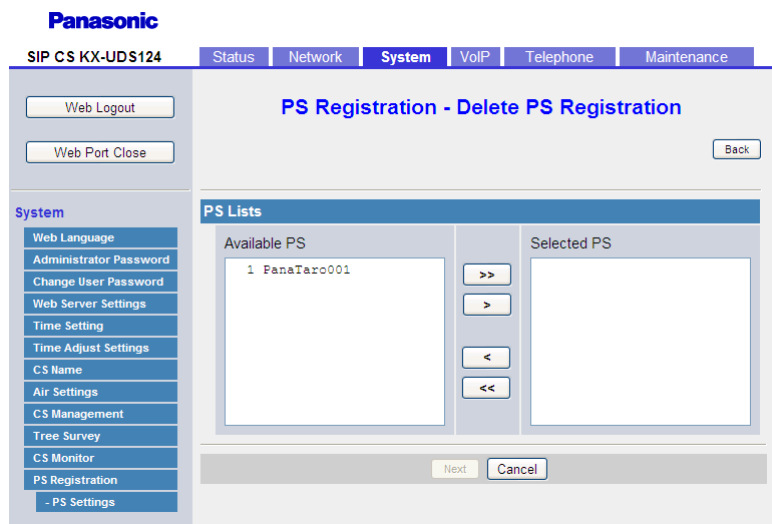 Panasonic
SIP CS KX-UDS124
Status Network System VoIP Telephone Maintenance
Web Logout
Web Port Close
PS Registration - Delete PS Registration
Back
System
Web Language
Administrator Password
Change User Password
Web Server Settings
Time Setting
Time Adjust Settings
CS Name
Air Settings
CS Management
Tree Survey
CS Monitor
PS Registration
- PS Settings
PS Lists
Available PS
1 PanaTaro001
>>
>
<
<<
Selected PS
Next Cancel